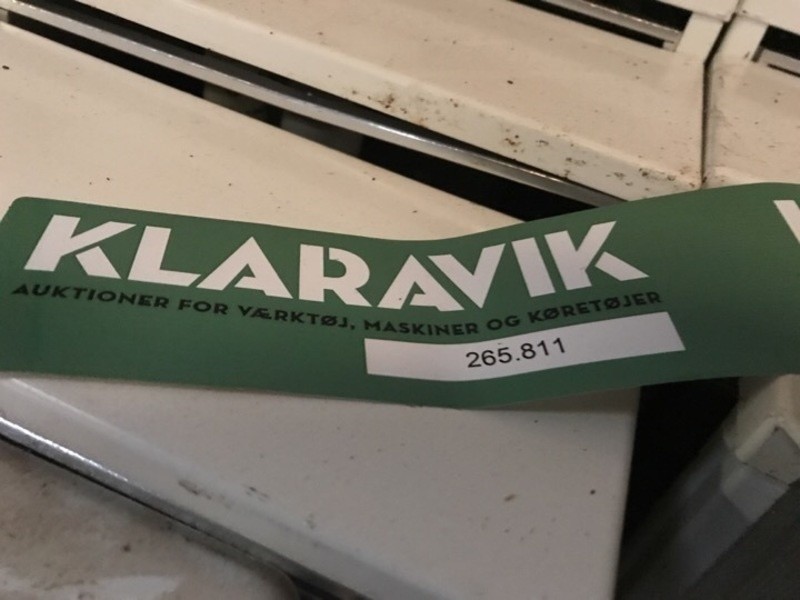 KLARAVIK
AUKTIONER FOR VÆRKTØJ, MASKINER OG KØRETØJER
265.811